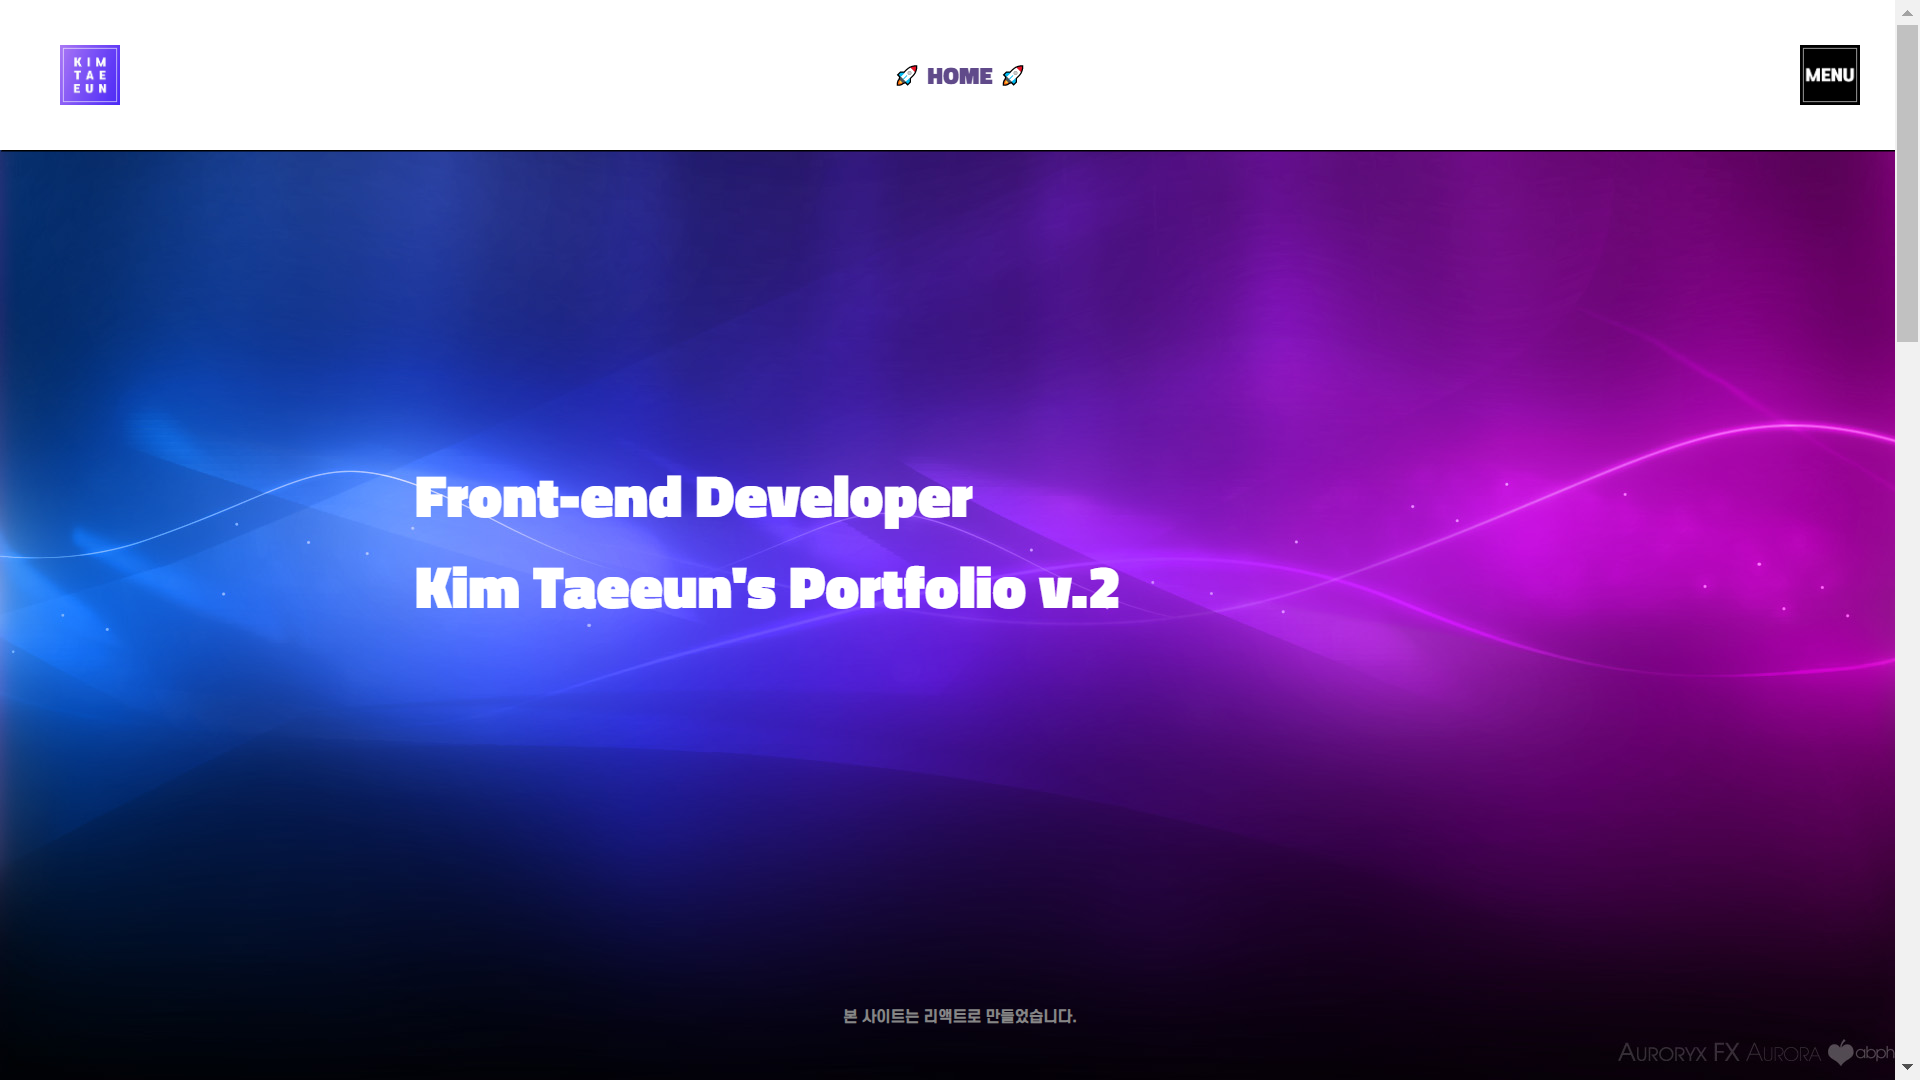 KIM
TAE
EUN
🚀 HOME 🚀
MENU
Front-end Developer
Kim Taeeun's Portfolio v.2
본 사이트는 리액트로 만들었습니다.
AURORYX FX AURORA abph